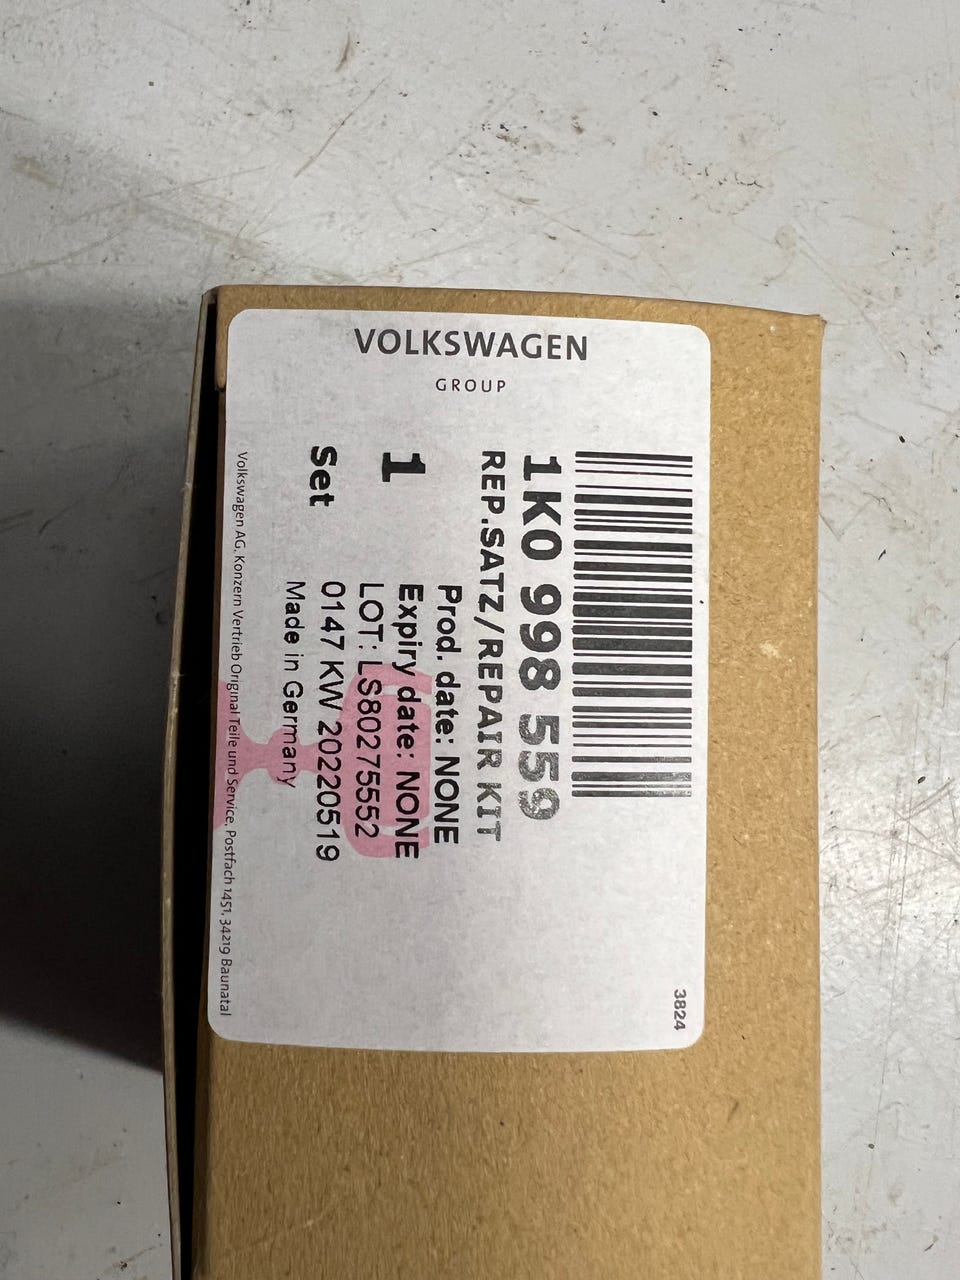 VOLKSWAGEN
GROUP
3824
1K0 998 559
REP.SATZ/REPAIR KIT
Prod. date: NONE
1
Expiry date: NONE
LOT: LS80275552
Set
0147 KW 20220519
Made in Germany
Volkswagen AG, Konzern Vertrieb Original Teile und Service, Postfach 1451, 34219 Baunatal